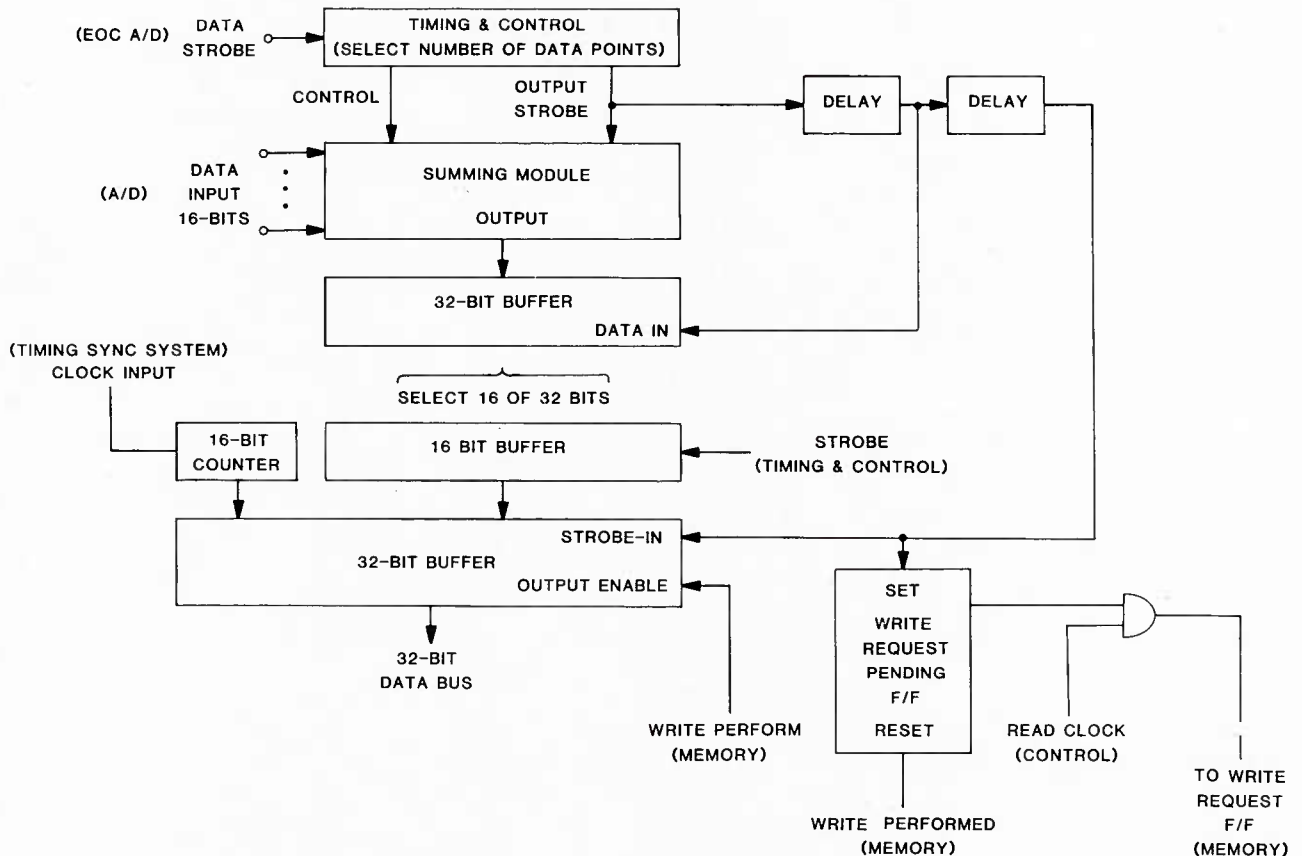 (EOC A/D)
DATA
STROBE
TIMING & CONTROL
(SELECT NUMBER OF DATA POINTS)
CONTROL
OUTPUT
STROBE
DELAY
DELAY
(A/D)
DATA
INPUT
16-BITS
SUMMING MODULE
OUTPUT
32-BIT BUFFER
DATA IN
(TIMING SYNC SYSTEM)
CLOCK INPUT
SELECT 16 OF 32 BITS
16-BIT
COUNTER
16 BIT BUFFER
STROBE
(TIMING & CONTROL)
STROBE-IN
32-BIT BUFFER
OUTPUT ENABLE
32-BIT
DATA BUS
WRITE PERFORM
(MEMORY)
SET
WRITE
REQUEST
PENDING
F/F
RESET
READ CLOCK
(CONTROL)
WRITE PERFORMED
(MEMORY)
TO WRITE
REQUEST
F/F
(MEMORY)